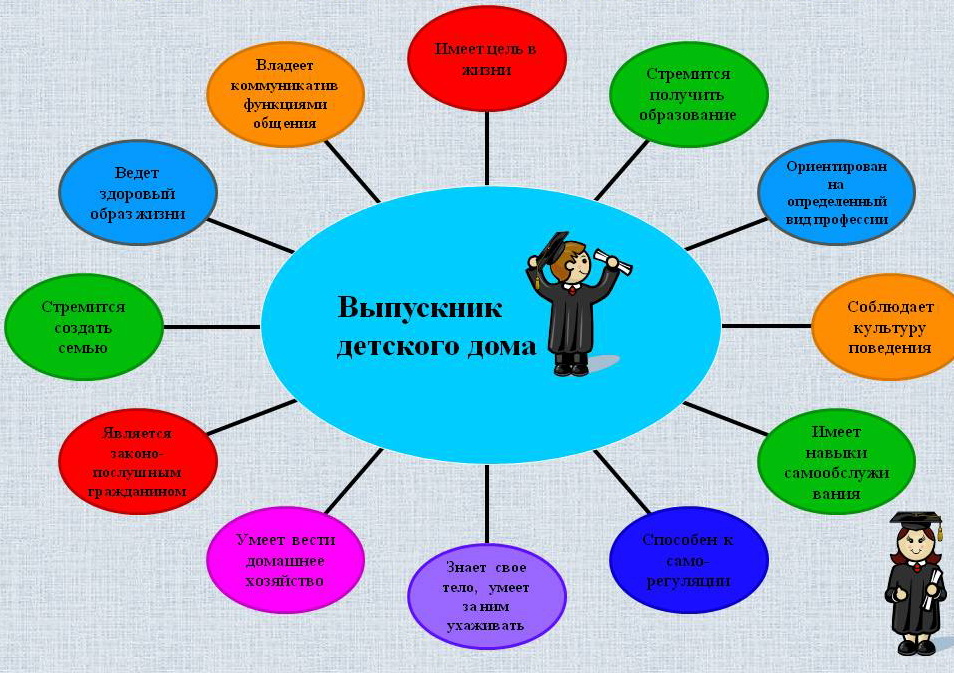 Имеет цель в
жизни
Стремится
получить
образование
Ориентирован
на
определенный
вид профессии
Соблюдает
культуру
поведения
Имеет
навыки
самообслужи
вания
Способен к
само-
регуляции
Знает свое
тело, умеет
за ним
ухаживать
Умеет вести
домашнее
хозяйство
Является
законо-
послушным
гражданином
Стремится
создать
семью
Ведет
здоровый
образ жизни
Владеет
коммуникатив
функциями
общения
Выпускник
детского дома